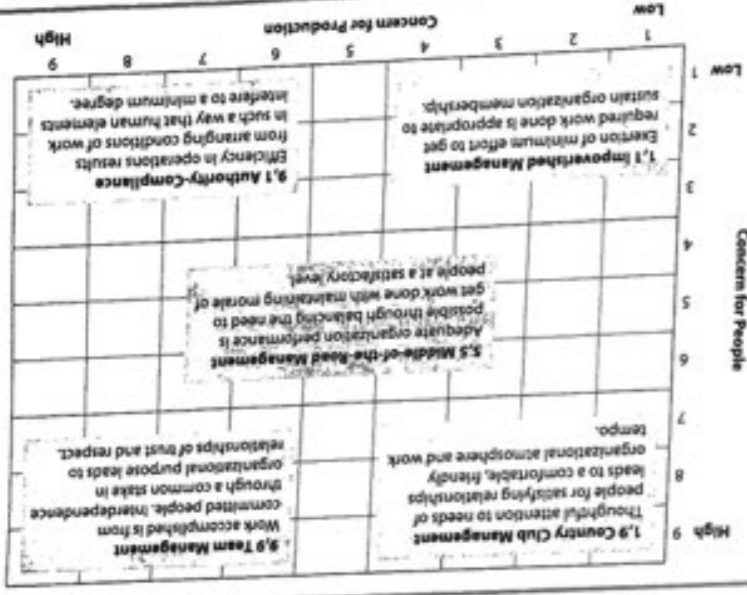 High
9
8
7
6
5
4
3
2
1
Low
Concern for People
1,9 Country Club Management
Thoughtful attention to needs of
people for satisfying relationships
leads to a comfortable, friendly
organizational atmosphere and work
tempo.
9,9 Team Management
Work accomplished is from
committed people. Interdependence
through a common stake in
organizational purpose leads to
relationships of trust and respect.
5,5 Middle-of-the-Road Management
Adequate organization performance is
possible through balancing the need to
get work done with maintaining morale of
people at a satisfactory level.
1,1 Impoverished Management
Exertion of minimum effort to get
required work done is appropriate to
sustain organization membership.
9,1 Authority-Compliance
Efficiency in operations results
from arranging conditions of work
in such a way that human elements
interfere to a minimum degree.
1 2 3 4 5 6 7 8 9
Low
High
Concern for Production